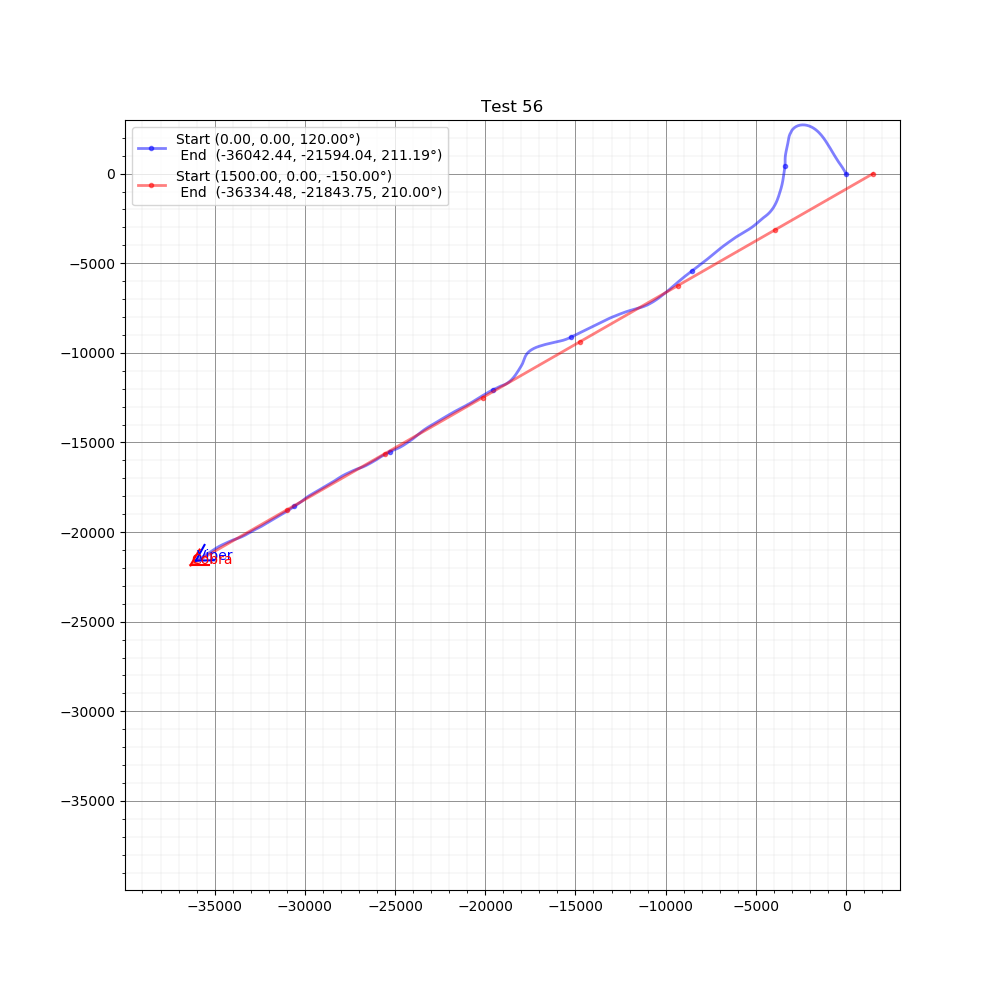 Test 56
Start (0.00, 0.00, 120.00°)
End  (-36042.44, -21594.04, 211.19°)
Start (1500.00, 0.00, -150.00°)
End  (-36334.48, -21843.75, 210.00°)
0
−5000
−10000
−15000
−20000
−25000
−30000
−35000
−35000 −30000 −25000 −20000 −15000 −10000 −5000 0